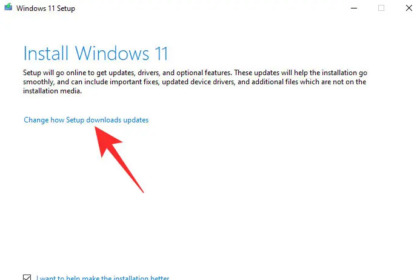 Windows 11 Setup
Install Windows 11
Setup will go online to get updates, drivers, and optional features. These updates will help the installation go
smoothly, and can include important fixes, updated device drivers, and additional files which are not on
the installation media.
Change how Setup downloads updates
I want to help make the installation better